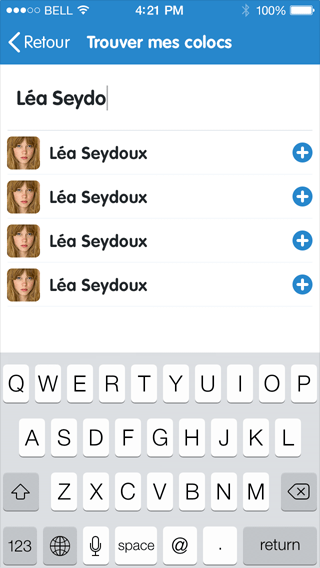 BELL 4:21 PM 100%
Retour Trouver mes colocs
Léa Seydo
Léa Seydoux
Léa Seydoux
Léa Seydoux
Léa Seydoux
Q W E R T Y U I O P
A S D F G H J K L
Z X C V B N M
123 space @ . return